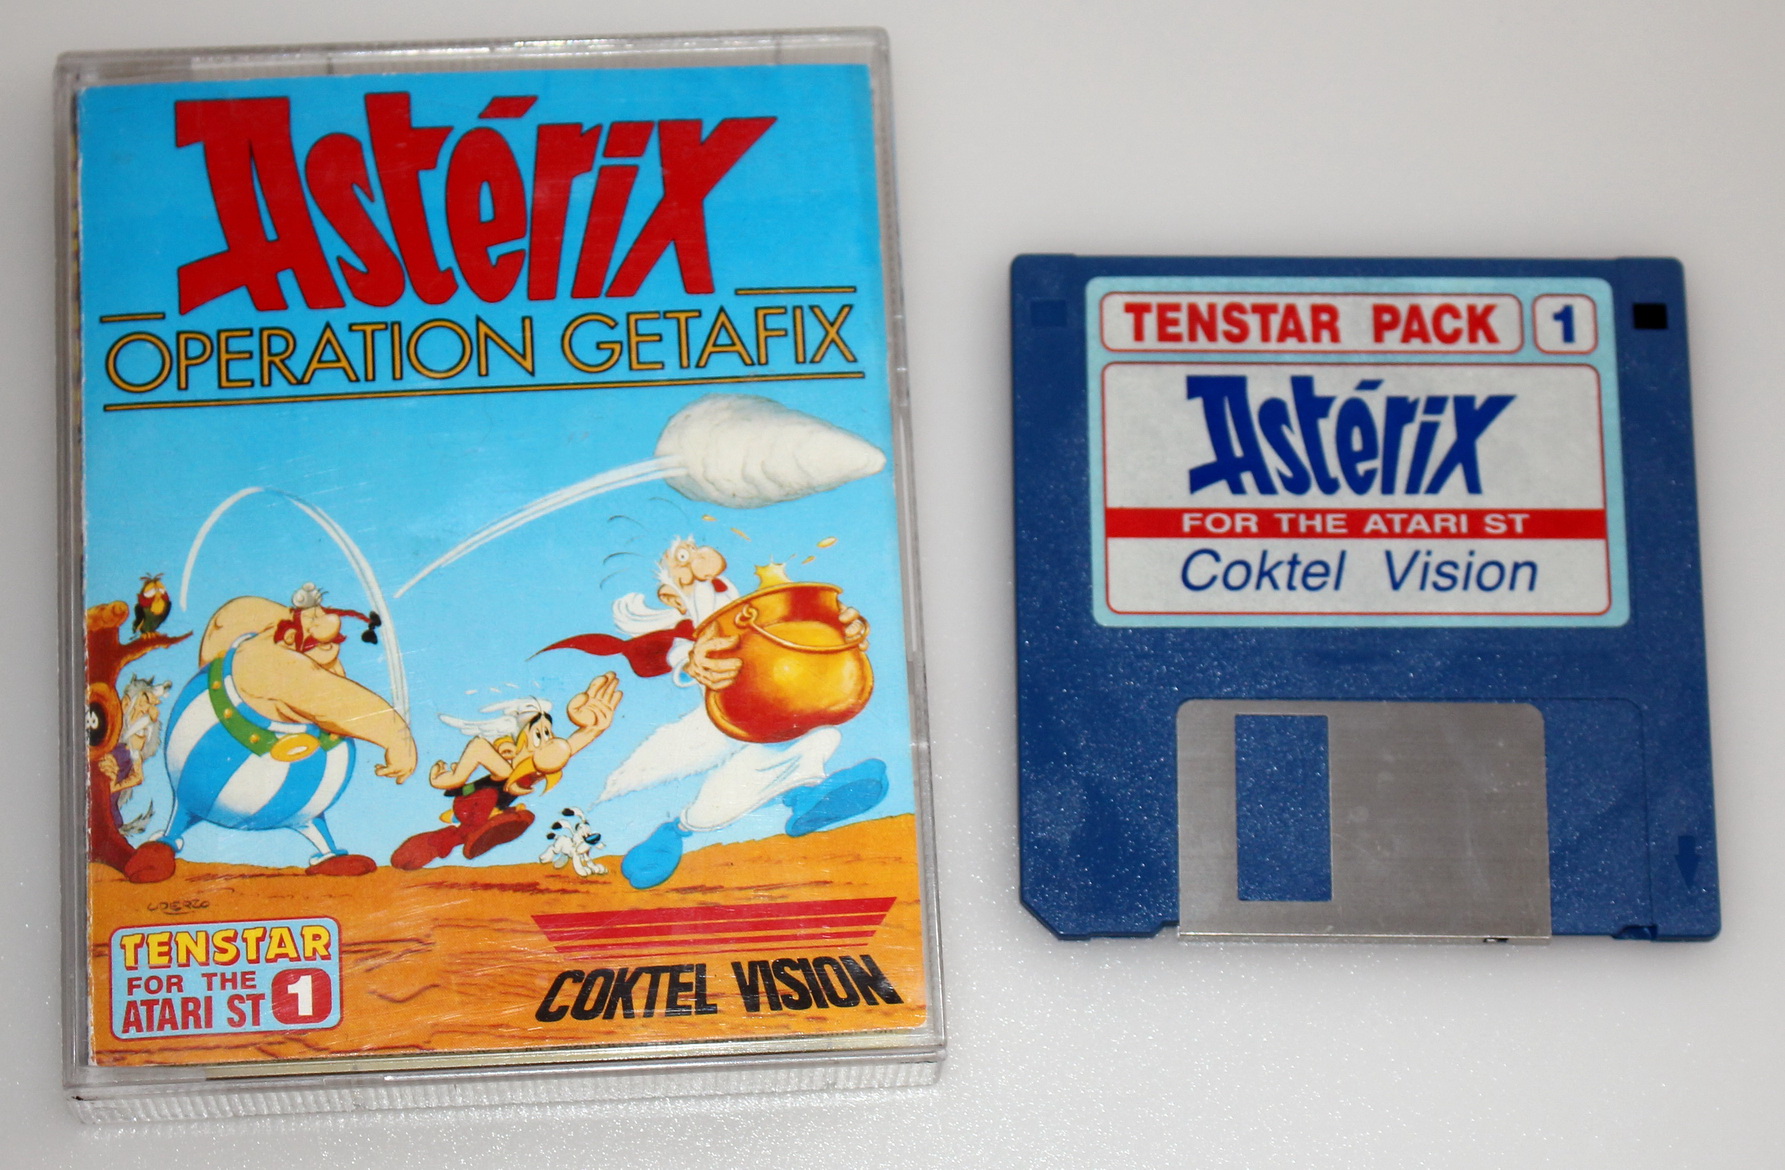 Astérix
OPERATION GETAFIX
UDERZO
TENSTAR
FOR THE
ATARI ST 1
COKTEL VISION
TENSTAR PACK 1
Astérix
FOR THE ATARI ST
Coktel Vision